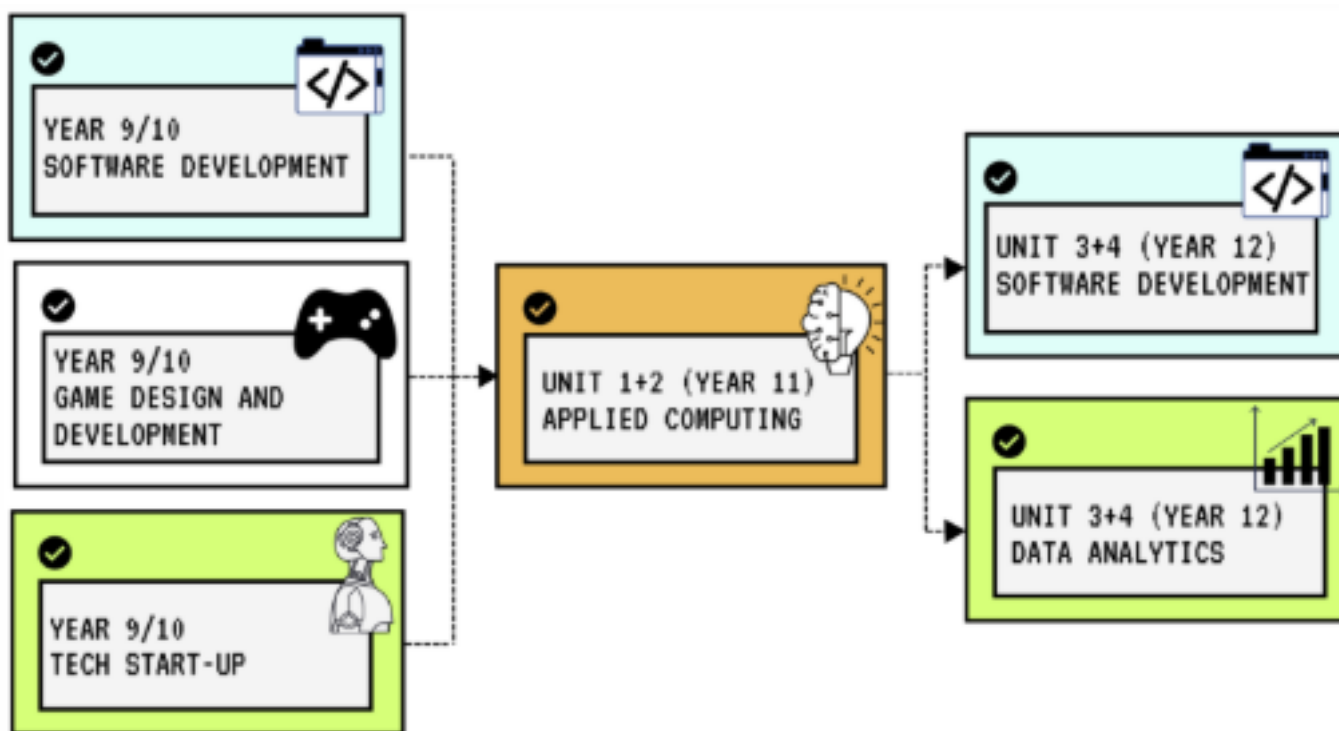 YEAR 9/10
SOFTWARE DEVELOPMENT
YEAR 9/10
GAME DESIGN AND
DEVELOPMENT
YEAR 9/10
TECH START-UP
UNIT 1+2 (YEAR 11)
APPLIED COMPUTING
UNIT 3+4 (YEAR 12)
SOFTWARE DEVELOPMENT
UNIT 3+4 (YEAR 12)
DATA ANALYTICS